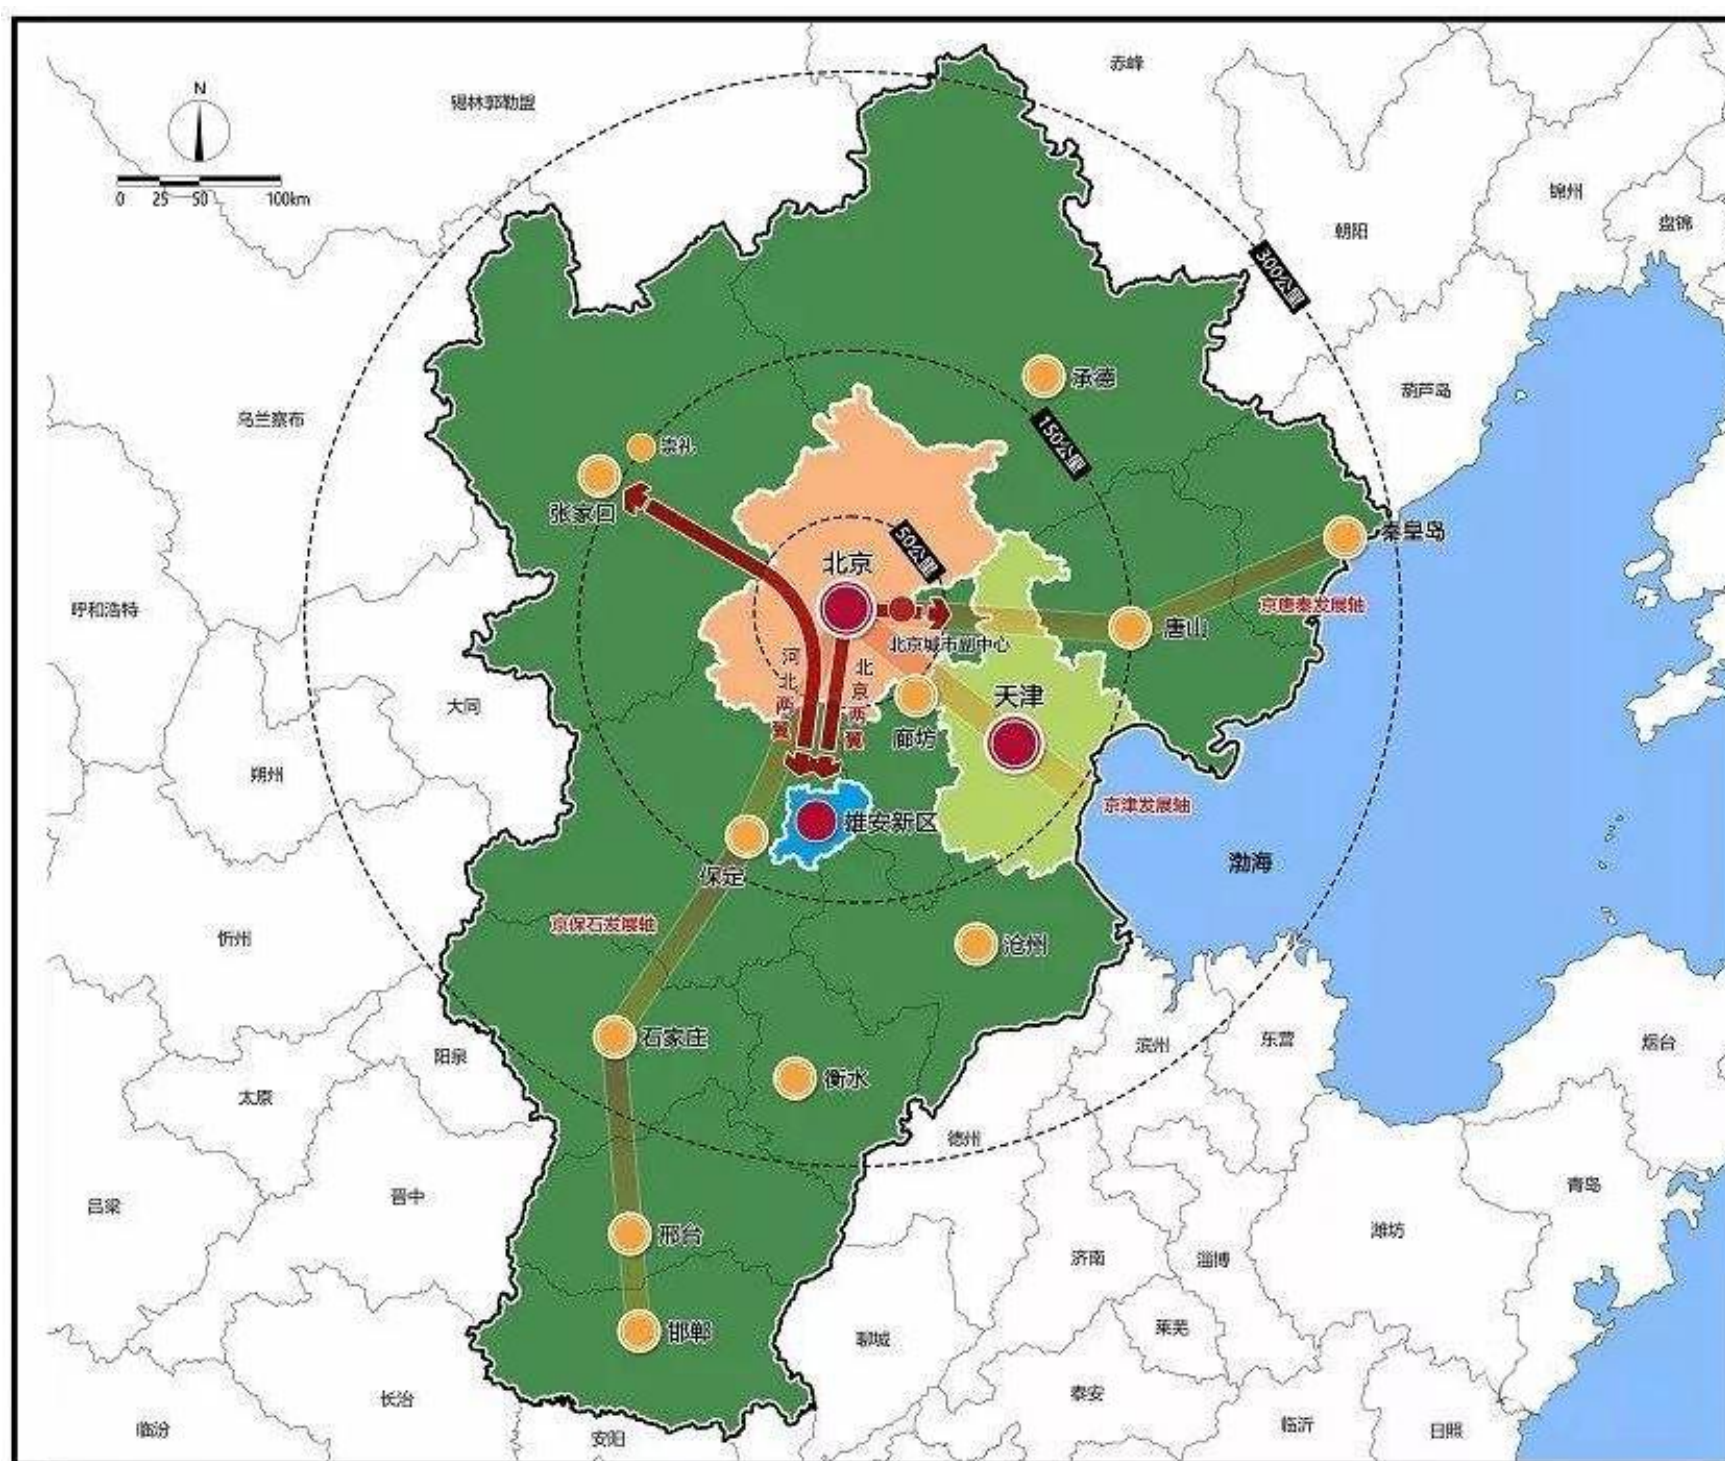 赤峰
N
锡林郭勒盟
0 25 50 100km
锦州
盘锦
朝阳
300公里
承德
葫芦岛
乌兰察布
150公里
崇礼
张家口
秦皇岛
50公里
北京
呼和浩特
京唐秦发展轴
唐山
北京城市副中心
河北两翼
北京两翼
大同
天津
廊坊
朔州
京津发展轴
雄安新区
渤海
保定
京保石发展轴
忻州
沧州
石家庄
东营
烟台
滨州
阳泉
衡水
太原
德州
青岛
晋中
吕梁
邢台
潍坊
济南
淄博
莱芜
邯郸
聊城
泰安
长治
临沂
临汾
日照
安阳